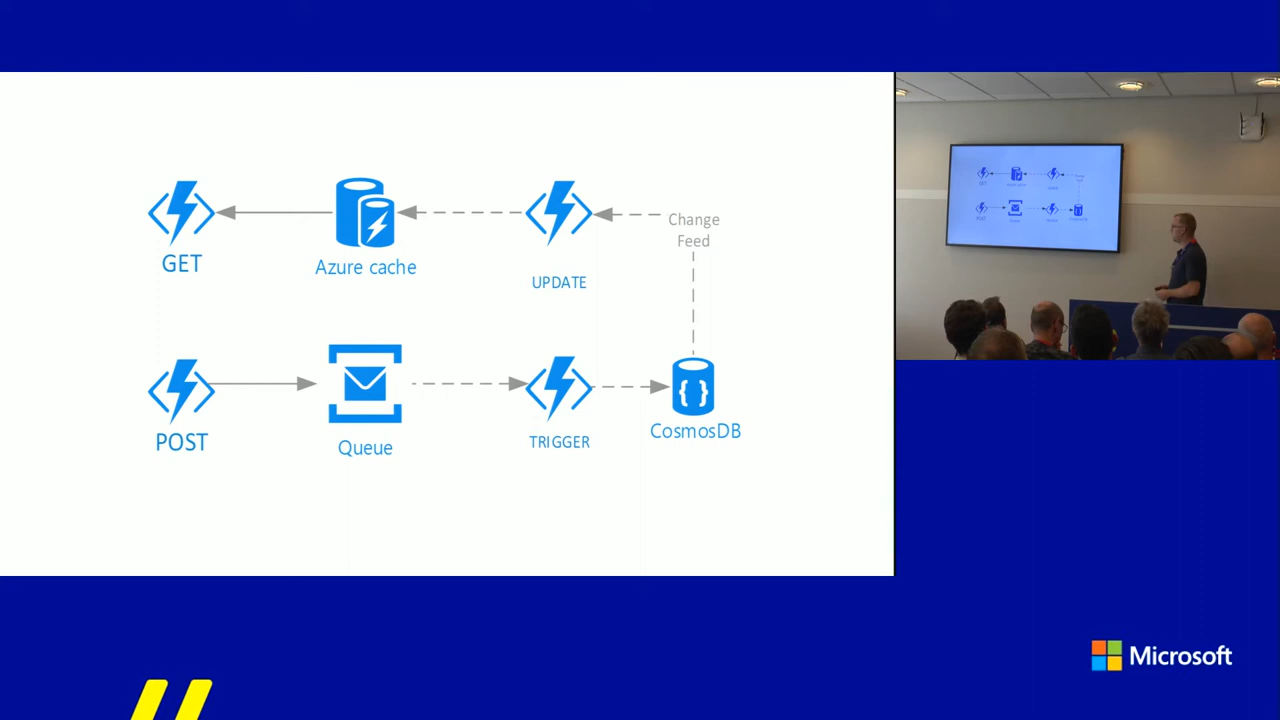 GET
Azure cache
UPDATE
Change
Feed
POST
Queue
TRIGGER
CosmosDB
Microsoft